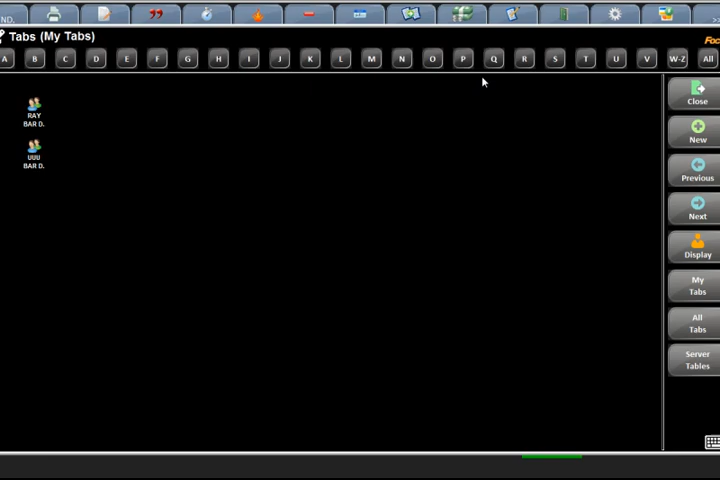 ND.
Tabs (My Tabs)
Foc
A B C D E F G H I J K L M N O P Q R S T U V W-Z All
RAY
BAR D.
UUU
BAR D.
Close
New
Previous
Next
Display
My
Tabs
All
Tabs
Server
Tables